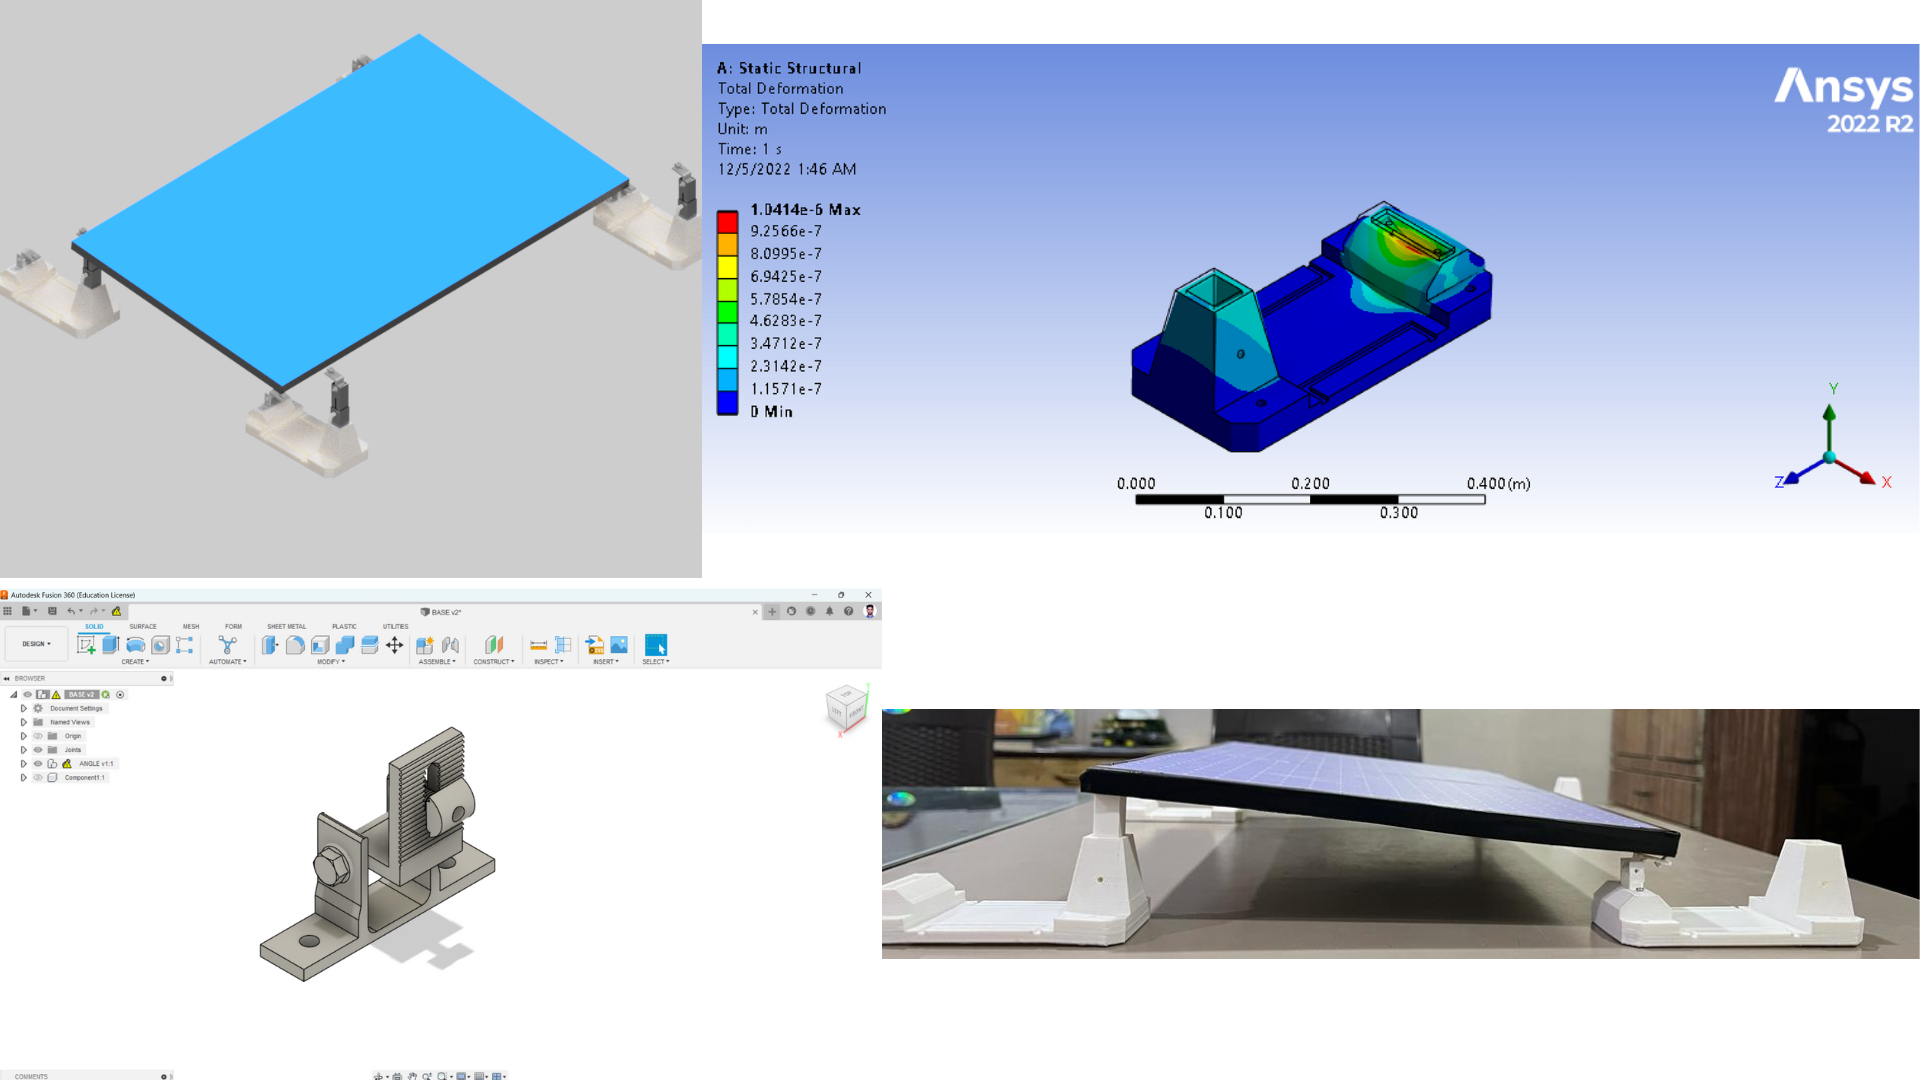 A: Static Structural
Total Deformation
Type: Total Deformation
Unit: m
Time: 1 s
12/5/2022 1:46 AM
Ansys
2022 R2
1.0414e-6 Max
9.2566e-7
8.0995e-7
6.9425e-7
5.7854e-7
4.6283e-7
3.4712e-7
2.3142e-7
1.1571e-7
0 Min
0.000 0.200 0.400(m)
0.100 0.300
Y
Z X
Autodesk Fusion 360 (Education License)
BASE v2*
SOLID SURFACE MESH FORM SHEET METAL PLASTIC UTILITIES
DESIGN
CREATE AUTOMATE MODIFY ASSEMBLE CONSTRUCT INSPECT INSERT SELECT
BROWSER
BASE v2
Document Settings
Named Views
Origin
Joints
ANGLE v1:1
Component1:1
TOP
LEFT FRONT
X
COMMENTS